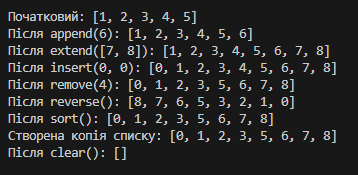 Початковий: [1, 2, 3, 4, 5]
Після append(6): [1, 2, 3, 4, 5, 6]
Після extend([7, 8]): [1, 2, 3, 4, 5, 6, 7, 8]
Після insert(0, 0): [0, 1, 2, 3, 4, 5, 6, 7, 8]
Після remove(4): [0, 1, 2, 3, 5, 6, 7, 8]
Після reverse(): [8, 7, 6, 5, 3, 2, 1, 0]
Після sort(): [0, 1, 2, 3, 5, 6, 7, 8]
Створена копія списку: [0, 1, 2, 3, 5, 6, 7, 8]
Після clear(): []